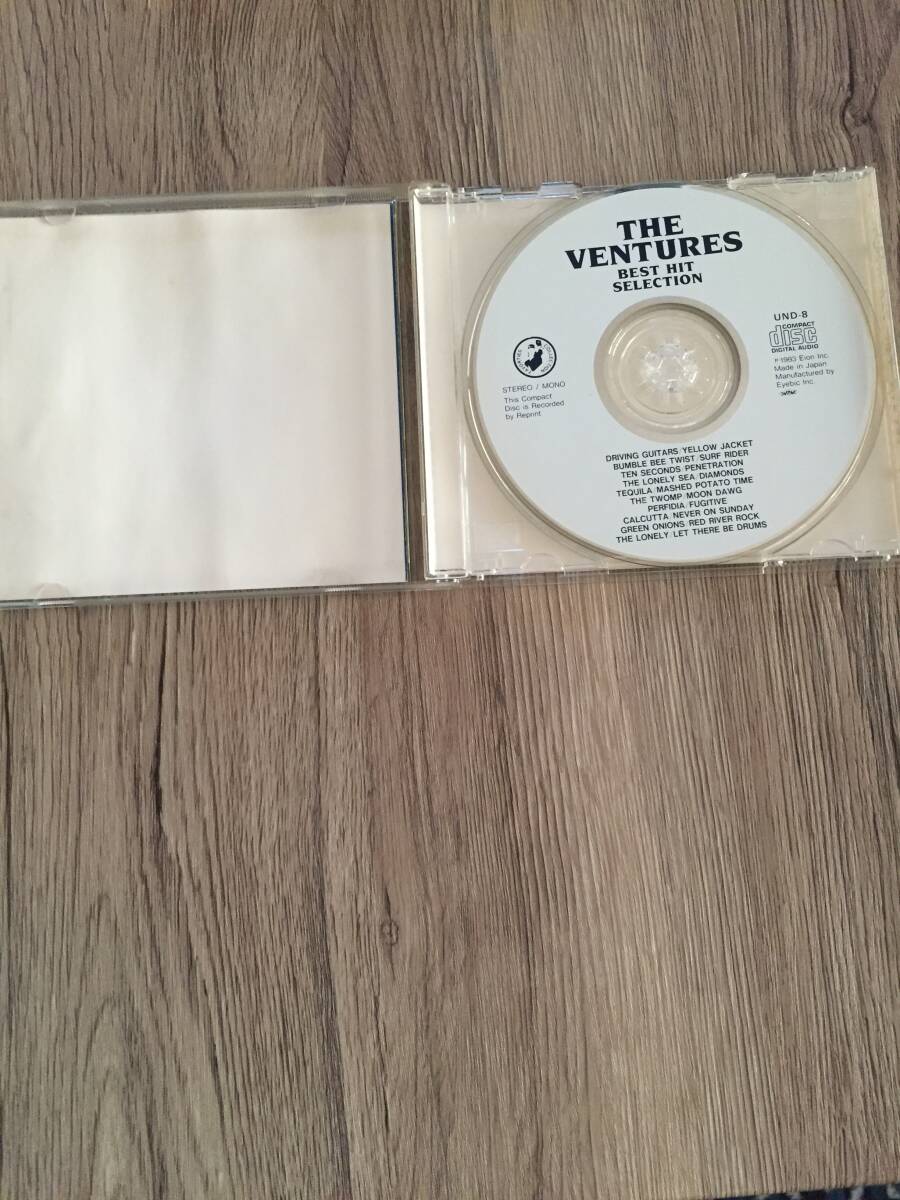 THE
VENTURES
BEST HIT
SELECTION
UND-8
COMPACT
disc
DIGITAL AUDIO
COLLECTION
STEREO / MONO
This Compact
Disc is Recorded
by Reprint
℗1993 Eion Inc.
Made in Japan
Manufactured by
Eyebic Inc.
DRIVING GUITARS/YELLOW JACKET
BUMBLE BEE TWIST/SURF RIDER
TEN SECONDS/PENETRATION
THE LONELY SEA/DIAMONDS
TEQUILA/MASHED POTATO TIME
THE TWOMP/MOON DAWG
PERFIDIA/FUGITIVE
CALCUTTA/NEVER ON SUNDAY
GREEN ONIONS/RED RIVER ROCK
THE LONELY/LET THERE BE DRUMS